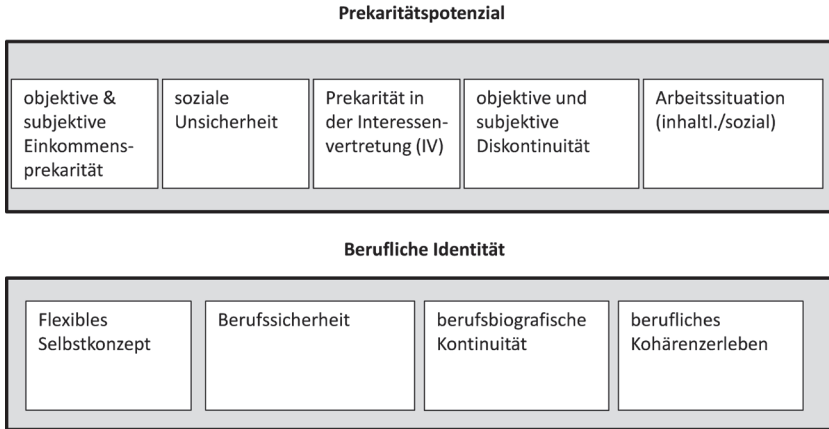 Prekaritätspotenzial
objektive &
subjektive
Einkommens-
prekarität
soziale
Unsicherheit
Prekarität in
der Interessen-
vertretung (IV)
objektive und
subjektive
Diskontinuität
Arbeitssituation
(inhaltl./sozial)
Berufliche Identität
Flexibles
Selbstkonzept
Berufssicherheit
berufsbiografische
Kontinuität
berufliches
Kohärenzerleben